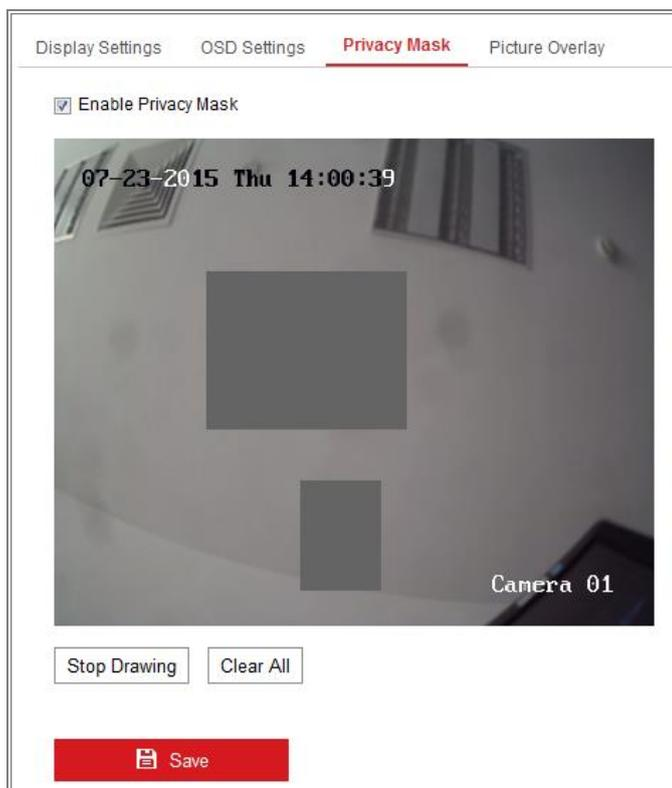 Display Settings OSD Settings Privacy Mask Picture Overlay
Enable Privacy Mask
07-23-2015 Thu 14:00:39
Camera 01
Stop Drawing Clear All
Save